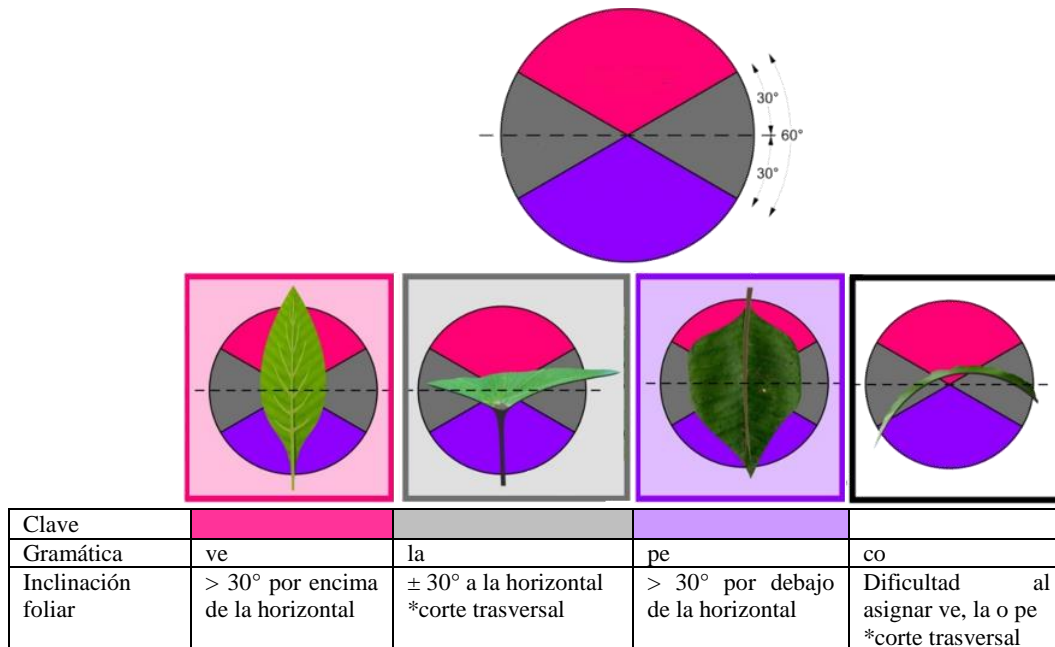 30°
60°
30°
Clave
Gramática ve la pe co
Inclinación > 30° por encima ± 30° a la horizontal > 30° por debajo Dificultad al
foliar de la horizontal *corte trasversal de la horizontal asignar ve, la o pe
*corte trasversal